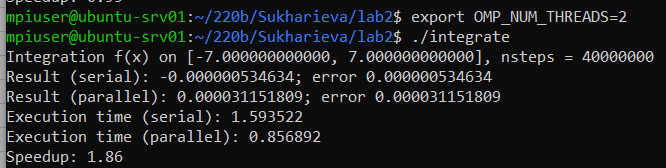 Speedup: 0.99
mpiuser@ubuntu-srv01:~/220b/Sukharieva/lab2$ export OMP_NUM_THREADS=2
mpiuser@ubuntu-srv01:~/220b/Sukharieva/lab2$ ./integrate
Integration f(x) on [-7.000000000000, 7.000000000000], nsteps = 40000000
Result (serial): -0.000000534634; error 0.000000534634
Result (parallel): 0.000031151809; error 0.000031151809
Execution time (serial): 1.593522
Execution time (parallel): 0.856892
Speedup: 1.86